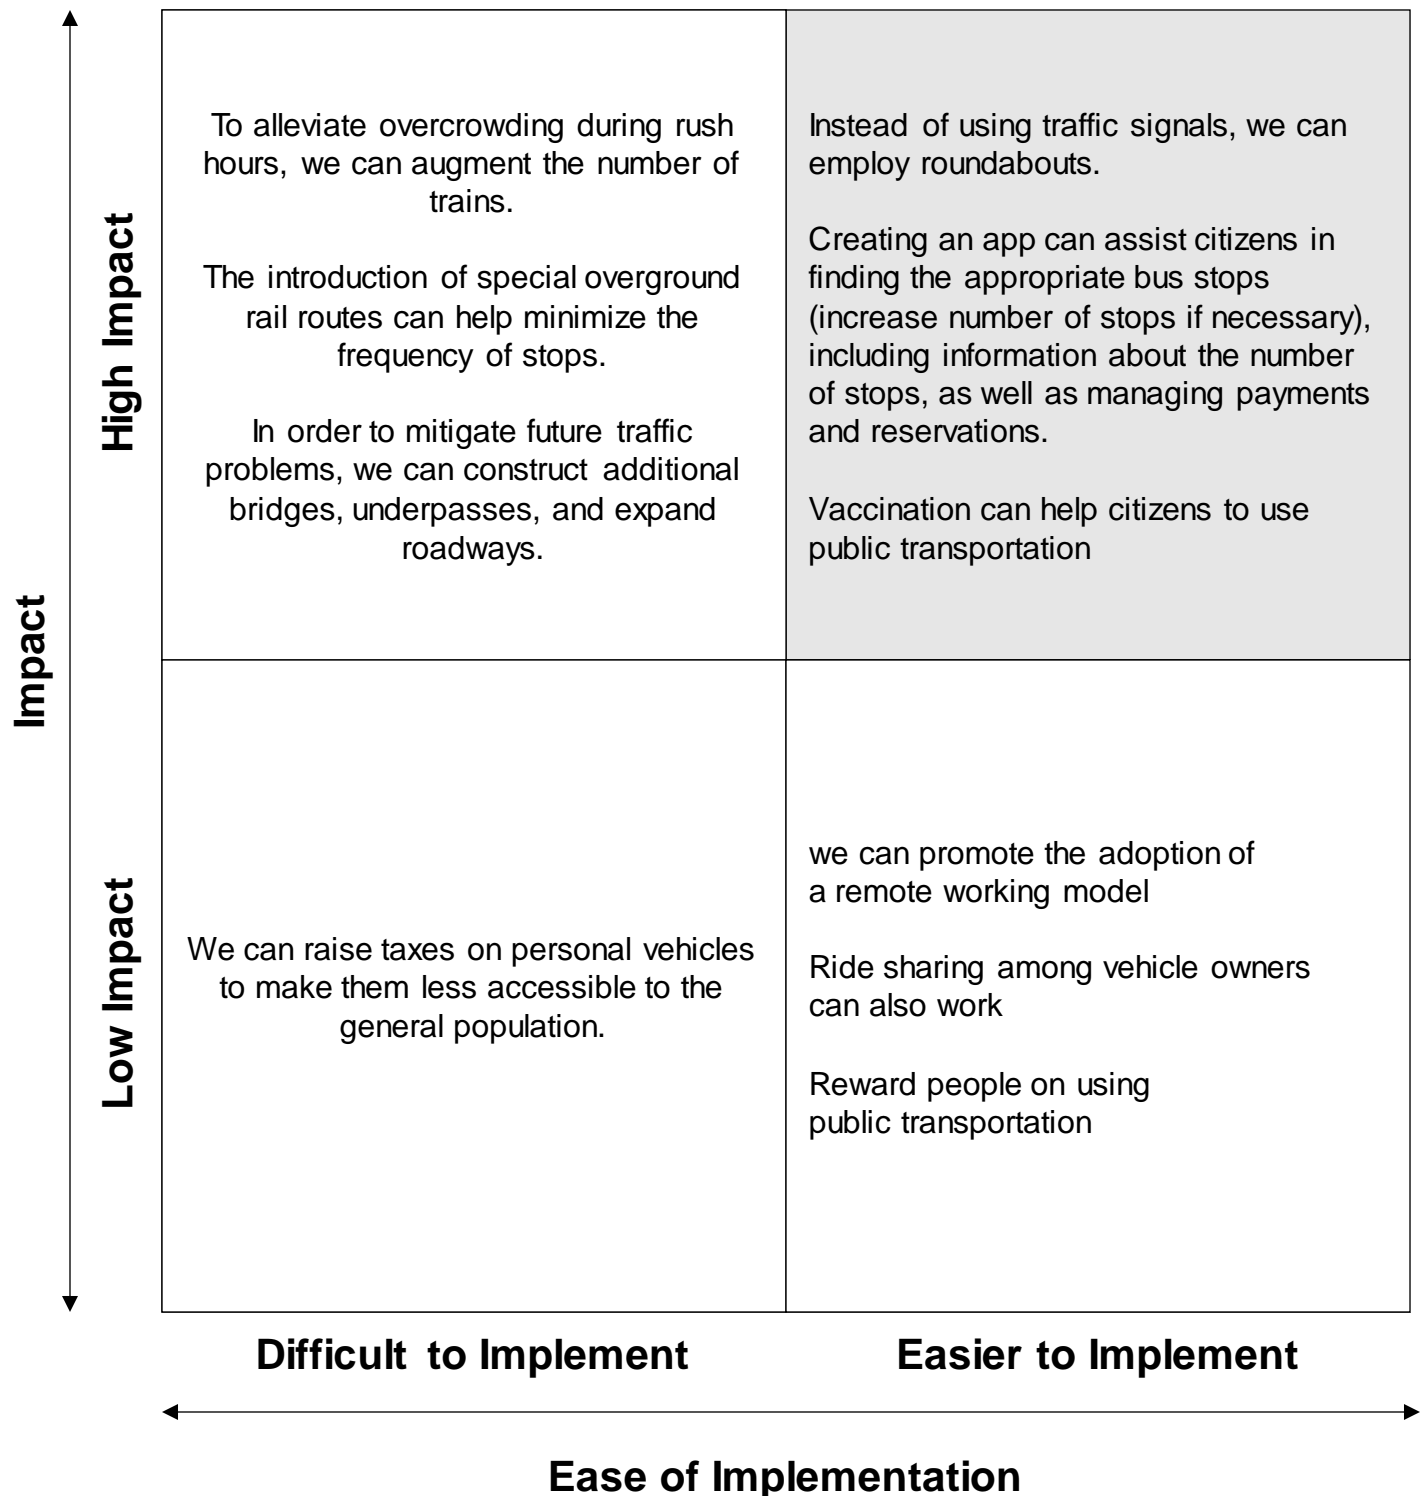 To alleviate overcrowding during rush
hours, we can augment the number of
trains.
The introduction of special overground
rail routes can help minimize the
frequency of stops.
In order to mitigate future traffic
problems, we can construct additional
bridges, underpasses, and expand
roadways.
Instead of using traffic signals, we can
employ roundabouts.
Creating an app can assist citizens in
finding the appropriate bus stops
(increase number of stops if necessary),
including information about the number
of stops, as well as managing payments
and reservations.
Vaccination can help citizens to use
public transportation
High Impact
Impact
Low Impact
We can raise taxes on personal vehicles
to make them less accessible to the
general population.
we can promote the adoption of
a remote working model
Ride sharing among vehicle owners
can also work
Reward people on using
public transportation
Difficult to Implement
Easier to Implement
Ease of Implementation